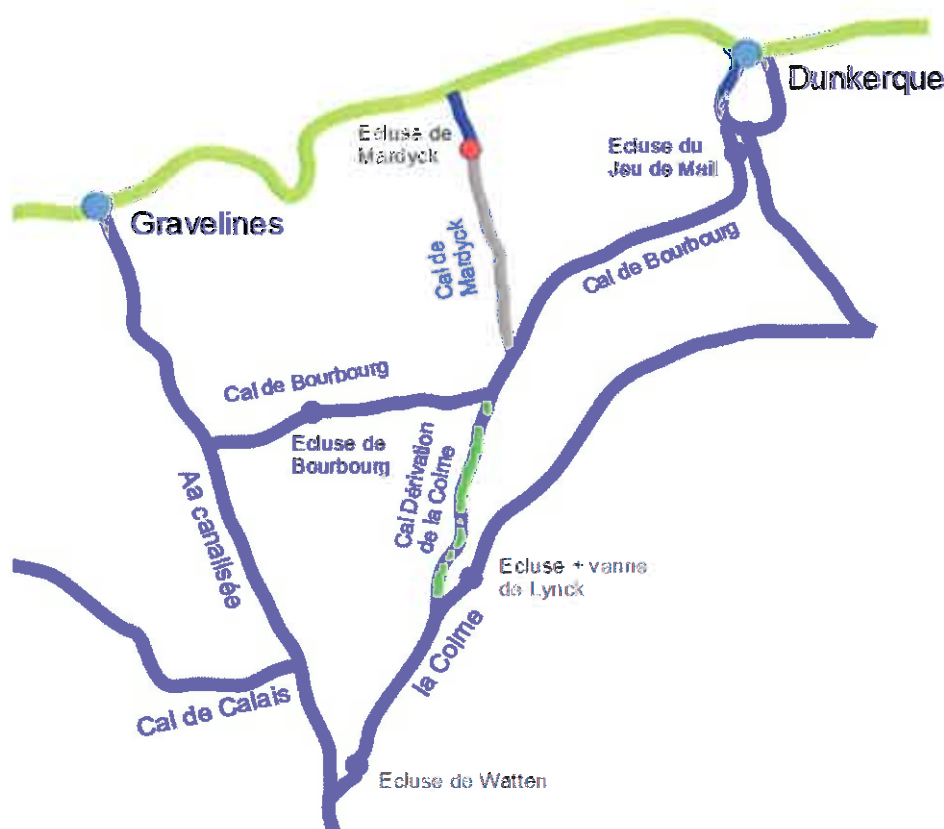 Dunkerque
Ecluse de
Mardyck
Ecluse du
Jeu de Mail
Gravelines
Cal de
Mardyck
Cal de Bourbourg
Cal de Bourbourg
Ecluse de
Bourbourg
Cal Dérivation
de la Colme
Aa canalisée
Ecluse + vanne
de Lynck
la Colme
Cal de Calais
Ecluse de Watten